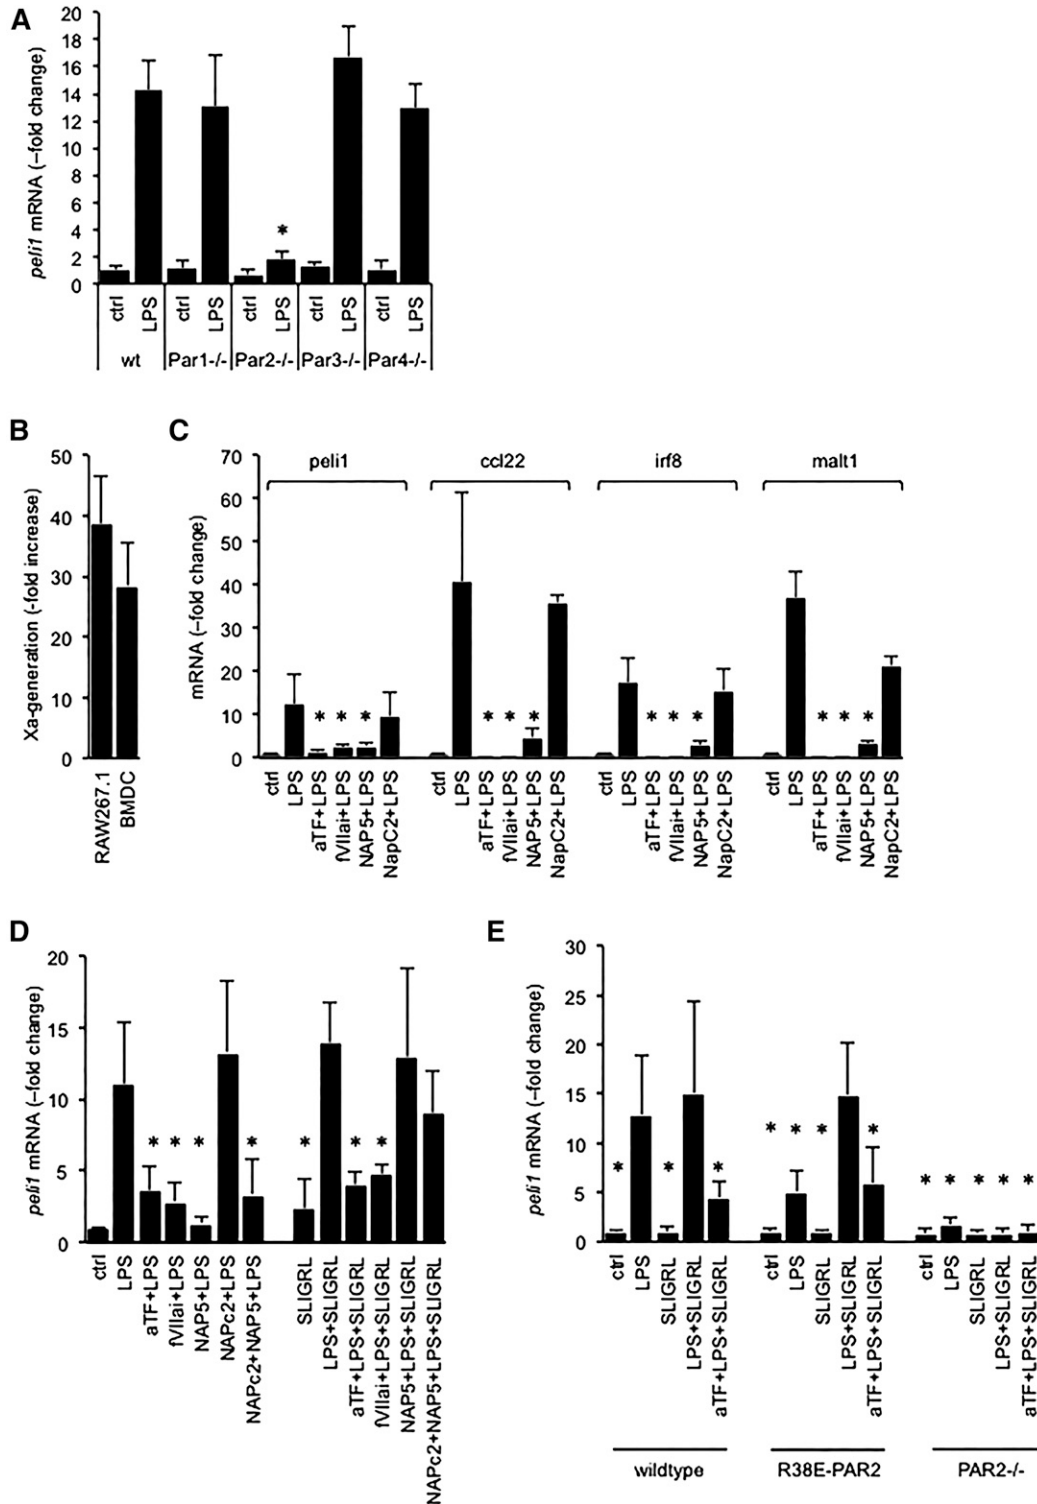 A
peli1 mRNA (–fold change)
20
18
16
14
12
10
8
6
4
2
0
*
ctrl LPS ctrl LPS ctrl LPS ctrl LPS ctrl LPS
wt Par1-/- Par2-/- Par3-/- Par4-/-
B
Xa-generation (-fold increase)
50
40
30
20
10
0
RAW267.1
BMDC
C
mRNA (–fold change)
70
60
50
40
30
20
10
0
peli1 ccl22 irf8 malt1
* * * * * * * * * * * *
ctrl
LPS
aTF+LPS
fVIIai+LPS
NAP5+LPS
NapC2+LPS
ctrl
LPS
aTF+LPS
fVIIai+LPS
NAP5+LPS
NapC2+LPS
ctrl
LPS
aTF+LPS
fVIIai+LPS
NAP5+LPS
NapC2+LPS
ctrl
LPS
aTF+LPS
fVIIai+LPS
NAP5+LPS
NapC2+LPS
D
peli1 mRNA (–fold change)
20
15
10
5
0
* * * * * * *
ctrl
LPS
aTF+LPS
fVIIai+LPS
NAP5+LPS
NAPc2+LPS
NAPc2+NAP5+LPS
SLIGRL
LPS+SLIGRL
aTF+LPS+SLIGRL
fVIIai+LPS+SLIGRL
NAP5+LPS+SLIGRL
NAPc2+NAP5+LPS+SLIGRL
E
peli1 mRNA (–fold change)
30
25
20
15
10
5
0
* * * * * * * * * * * *
ctrl
LPS
SLIGRL
LPS+SLIGRL
aTF+LPS+SLIGRL
ctrl
LPS
SLIGRL
LPS+SLIGRL
aTF+LPS+SLIGRL
ctrl
LPS
SLIGRL
LPS+SLIGRL
aTF+LPS+SLIGRL
wildtype R38E-PAR2 PAR2-/-